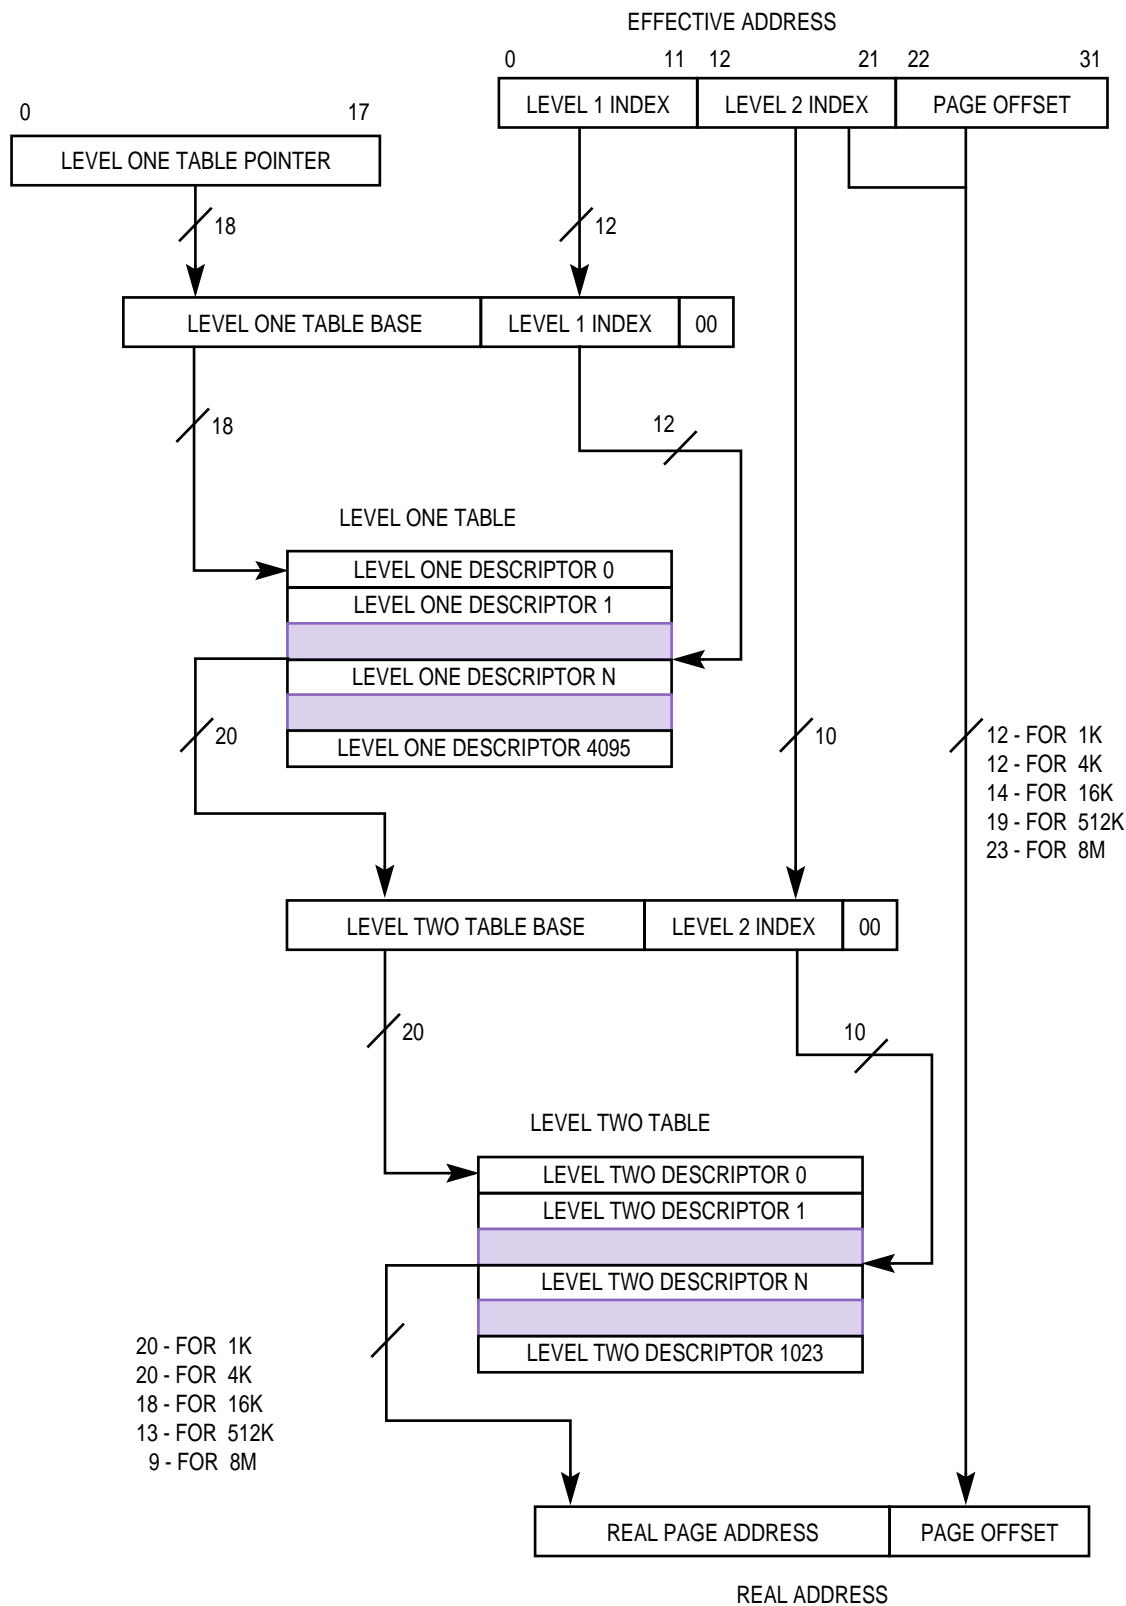 EFFECTIVE ADDRESS
0 11 12 21 22 31
LEVEL 1 INDEX LEVEL 2 INDEX PAGE OFFSET
0 17
LEVEL ONE TABLE POINTER
18 12
LEVEL ONE TABLE BASE LEVEL 1 INDEX 00
18 12
LEVEL ONE TABLE
LEVEL ONE DESCRIPTOR 0
LEVEL ONE DESCRIPTOR 1
LEVEL ONE DESCRIPTOR N
20 10
LEVEL ONE DESCRIPTOR 4095
12 - FOR 1K
12 - FOR 4K
14 - FOR 16K
19 - FOR 512K
23 - FOR 8M
LEVEL TWO TABLE BASE LEVEL 2 INDEX 00
20 10
LEVEL TWO TABLE
LEVEL TWO DESCRIPTOR 0
LEVEL TWO DESCRIPTOR 1
LEVEL TWO DESCRIPTOR N
LEVEL TWO DESCRIPTOR 1023
20 - FOR 1K
20 - FOR 4K
18 - FOR 16K
13 - FOR 512K
9 - FOR 8M
REAL PAGE ADDRESS PAGE OFFSET
REAL ADDRESS